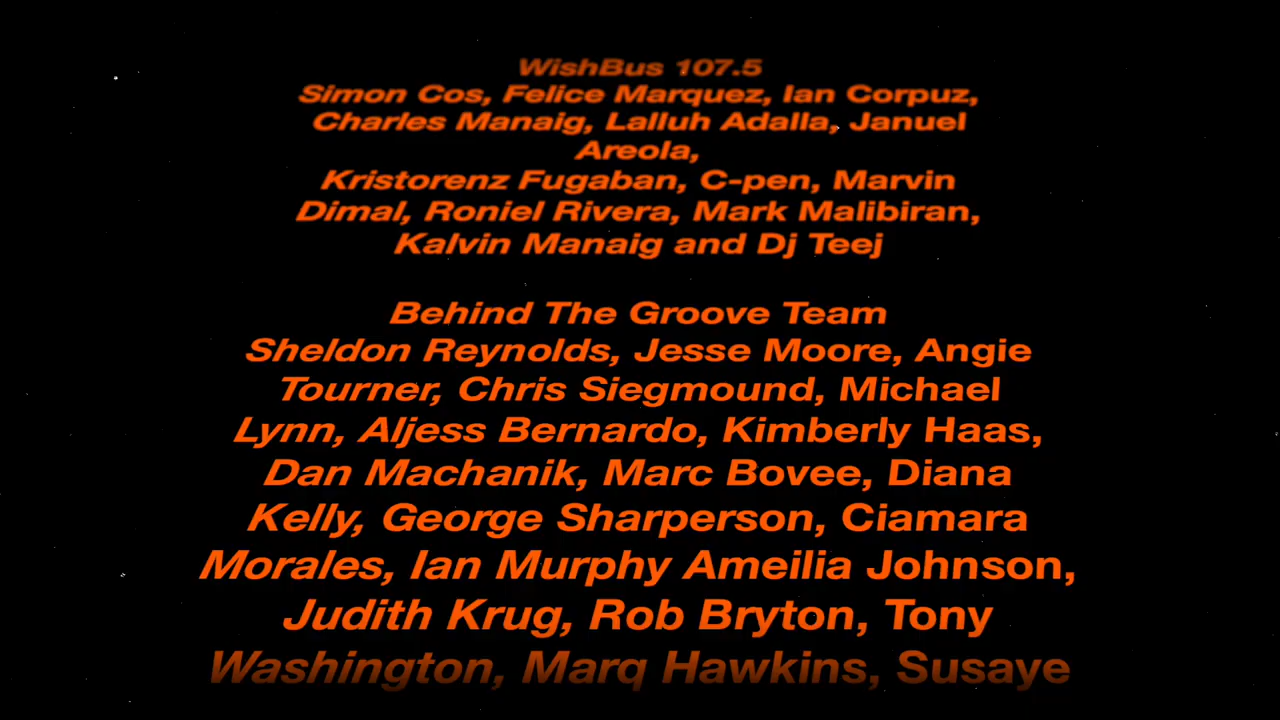 WishBus 107.5
Simon Cos, Felice Marquez, Ian Corpuz,
Charles Manaig, Lalluh Adalla, Januel
Areola,
Kristorenz Fugaban, C-pen, Marvin
Dimal, Roniel Rivera, Mark Malibiran,
Kalvin Manaig and Dj Teej
Behind The Groove Team
Sheldon Reynolds, Jesse Moore, Angie
Tourner, Chris Siegmound, Michael
Lynn, Aljess Bernardo, Kimberly Haas,
Dan Machanik, Marc Bovee, Diana
Kelly, George Sharperson, Ciamara
Morales, Ian Murphy Ameilia Johnson,
Judith Krug, Rob Bryton, Tony
Washington, Marq Hawkins, Susaye